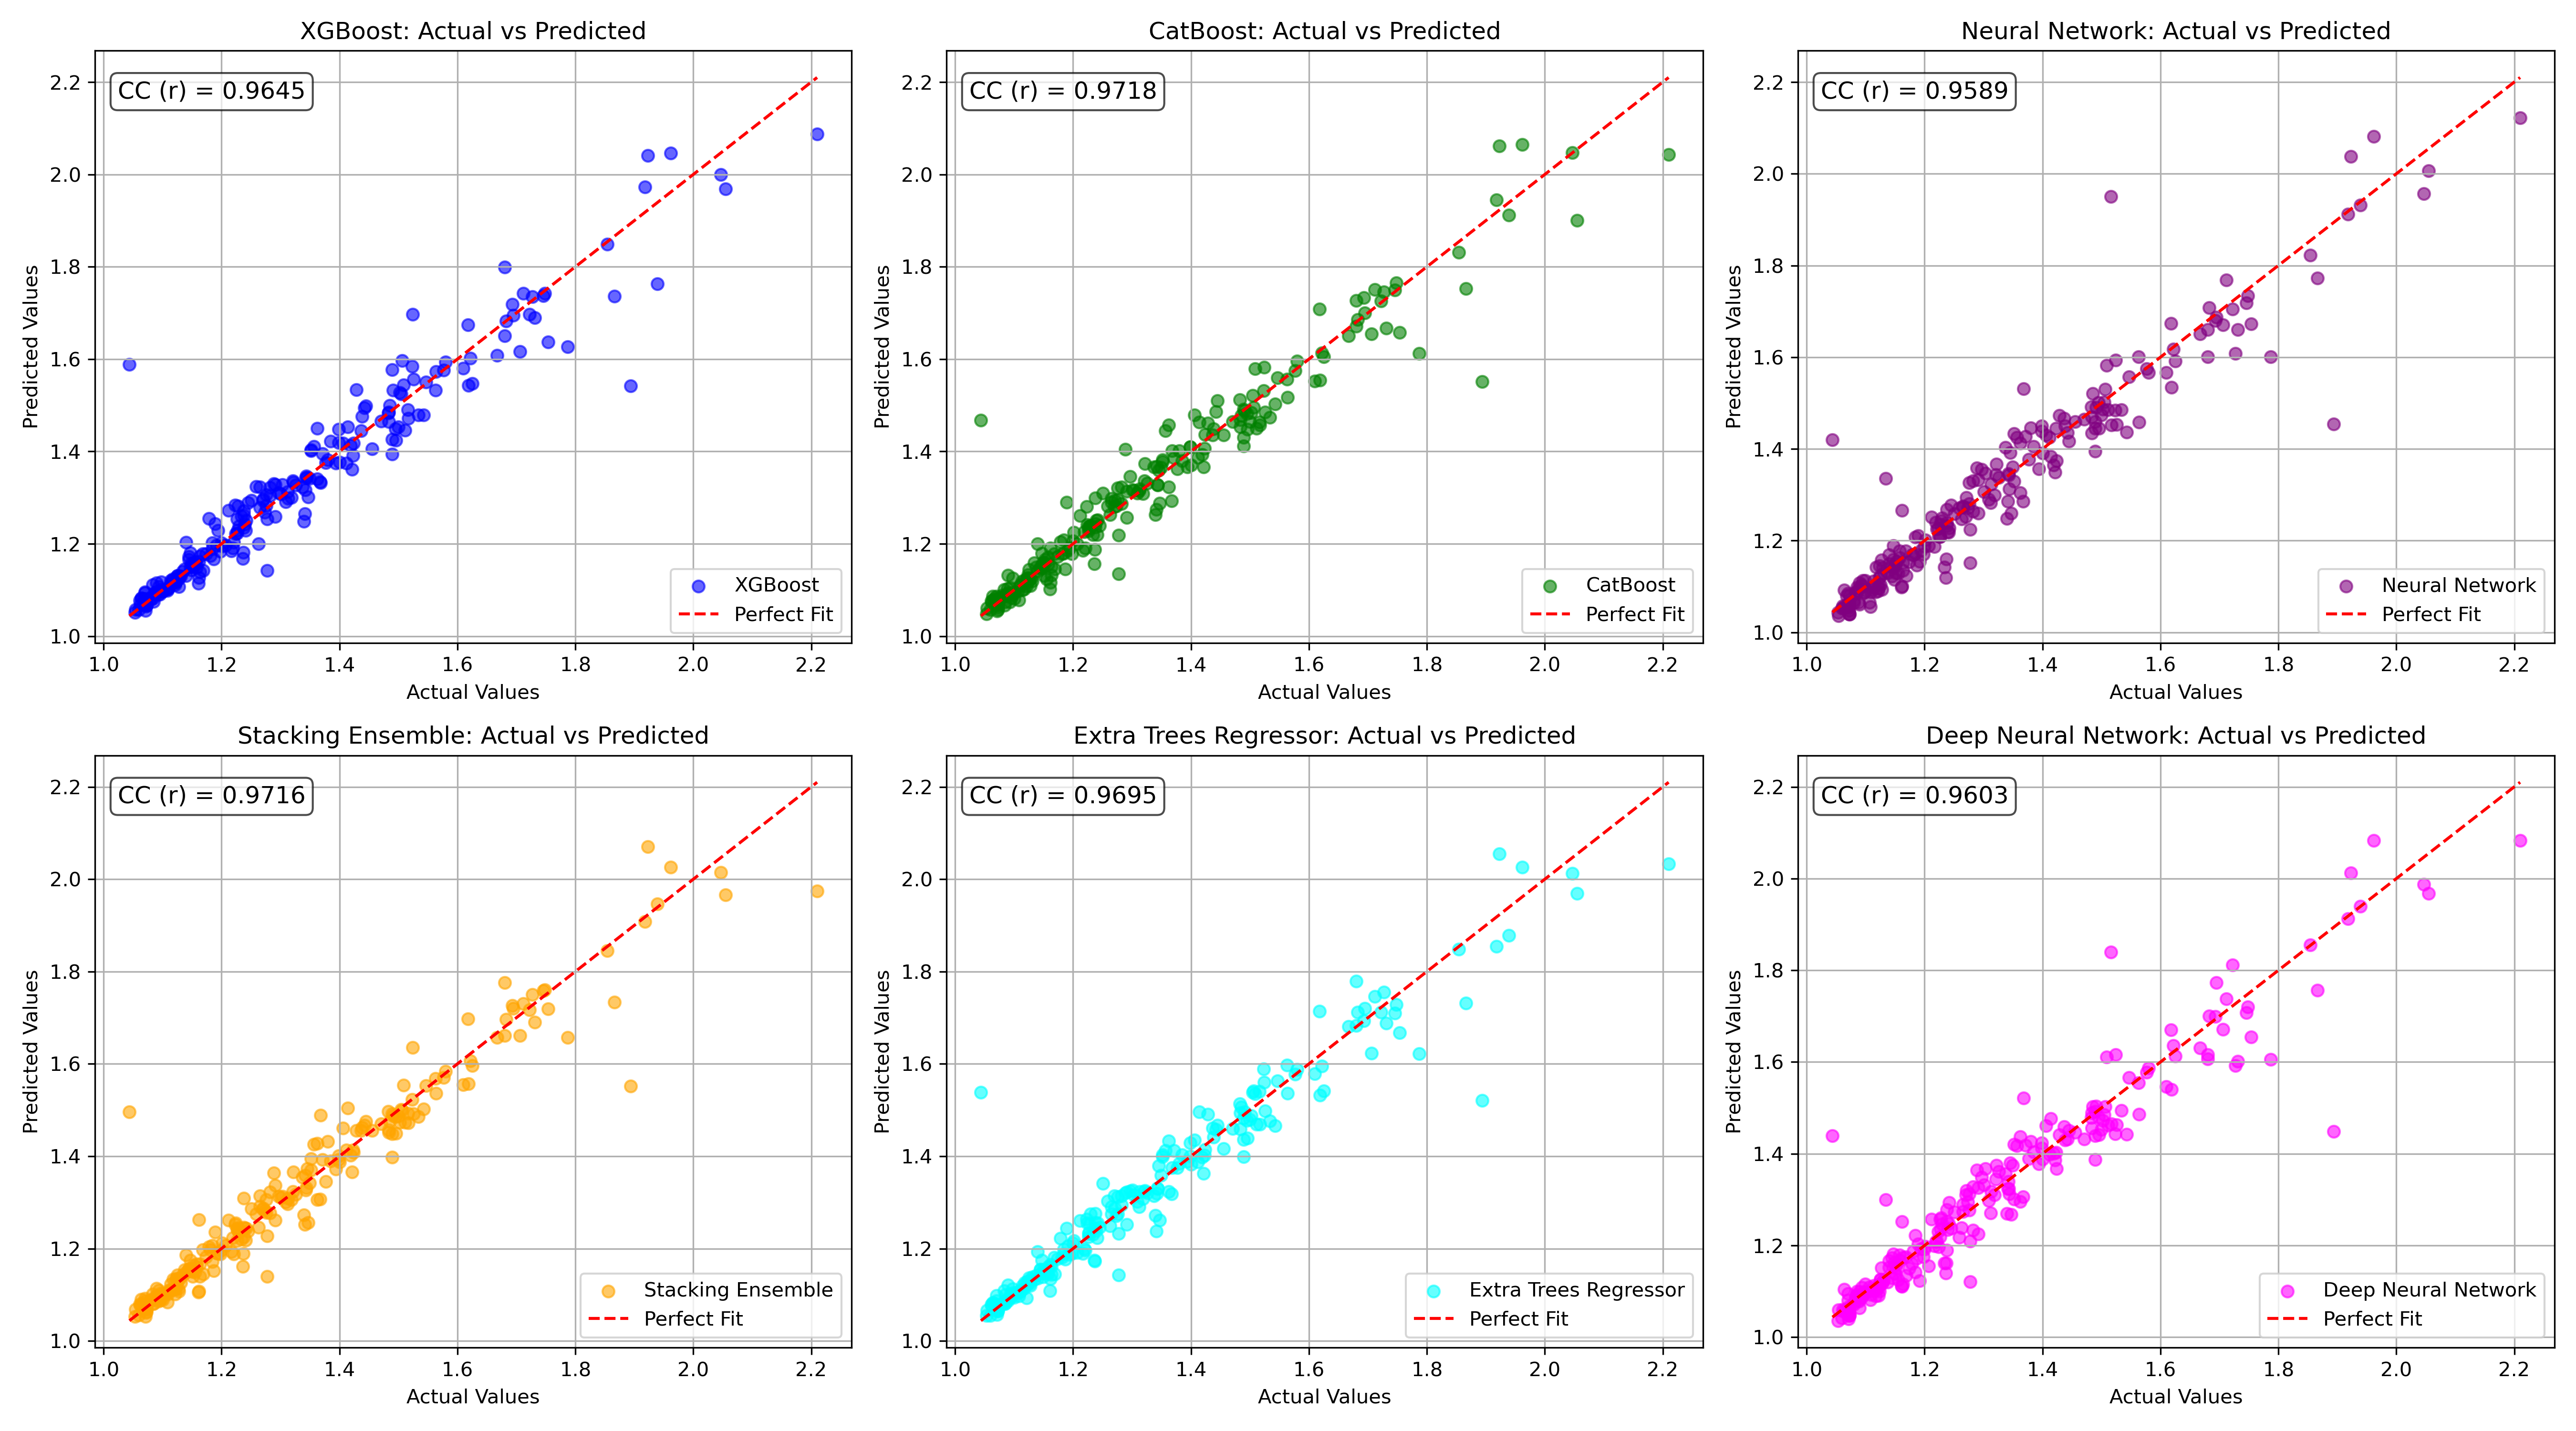 XGBoost: Actual vs Predicted
CC (r) = 0.9645
2.2
2.0
1.8
1.6
1.4
1.2
1.0
Predicted Values
XGBoost
Perfect Fit
1.0 1.2 1.4 1.6 1.8 2.0 2.2
Actual Values
CatBoost: Actual vs Predicted
CC (r) = 0.9718
2.2
2.0
1.8
1.6
1.4
1.2
1.0
Predicted Values
CatBoost
Perfect Fit
1.0 1.2 1.4 1.6 1.8 2.0 2.2
Actual Values
Neural Network: Actual vs Predicted
CC (r) = 0.9589
2.2
2.0
1.8
1.6
1.4
1.2
1.0
Predicted Values
Neural Network
Perfect Fit
1.0 1.2 1.4 1.6 1.8 2.0 2.2
Actual Values
Stacking Ensemble: Actual vs Predicted
CC (r) = 0.9716
2.2
2.0
1.8
1.6
1.4
1.2
1.0
Predicted Values
Stacking Ensemble
Perfect Fit
1.0 1.2 1.4 1.6 1.8 2.0 2.2
Actual Values
Extra Trees Regressor: Actual vs Predicted
CC (r) = 0.9695
2.2
2.0
1.8
1.6
1.4
1.2
1.0
Predicted Values
Extra Trees Regressor
Perfect Fit
1.0 1.2 1.4 1.6 1.8 2.0 2.2
Actual Values
Deep Neural Network: Actual vs Predicted
CC (r) = 0.9603
2.2
2.0
1.8
1.6
1.4
1.2
1.0
Predicted Values
Deep Neural Network
Perfect Fit
1.0 1.2 1.4 1.6 1.8 2.0 2.2
Actual Values